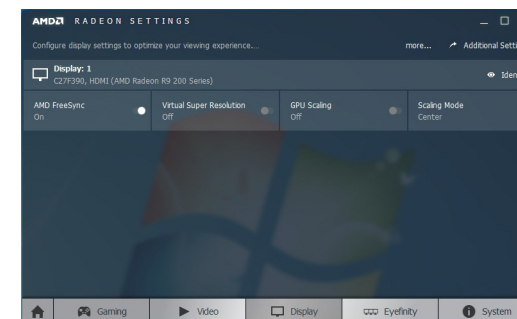 AMD RADEON SETTINGS
Configure display settings to optimize your viewing experience...
more...
Additional Setti
Display: 1
C27F390, HDMI (AMD Radeon R9 200 Series)
Iden
AMD FreeSync
On
Virtual Super Resolution
Off
GPU Scaling
Off
Scaling Mode
Center
Gaming
Video
Display
Eyefinity
System